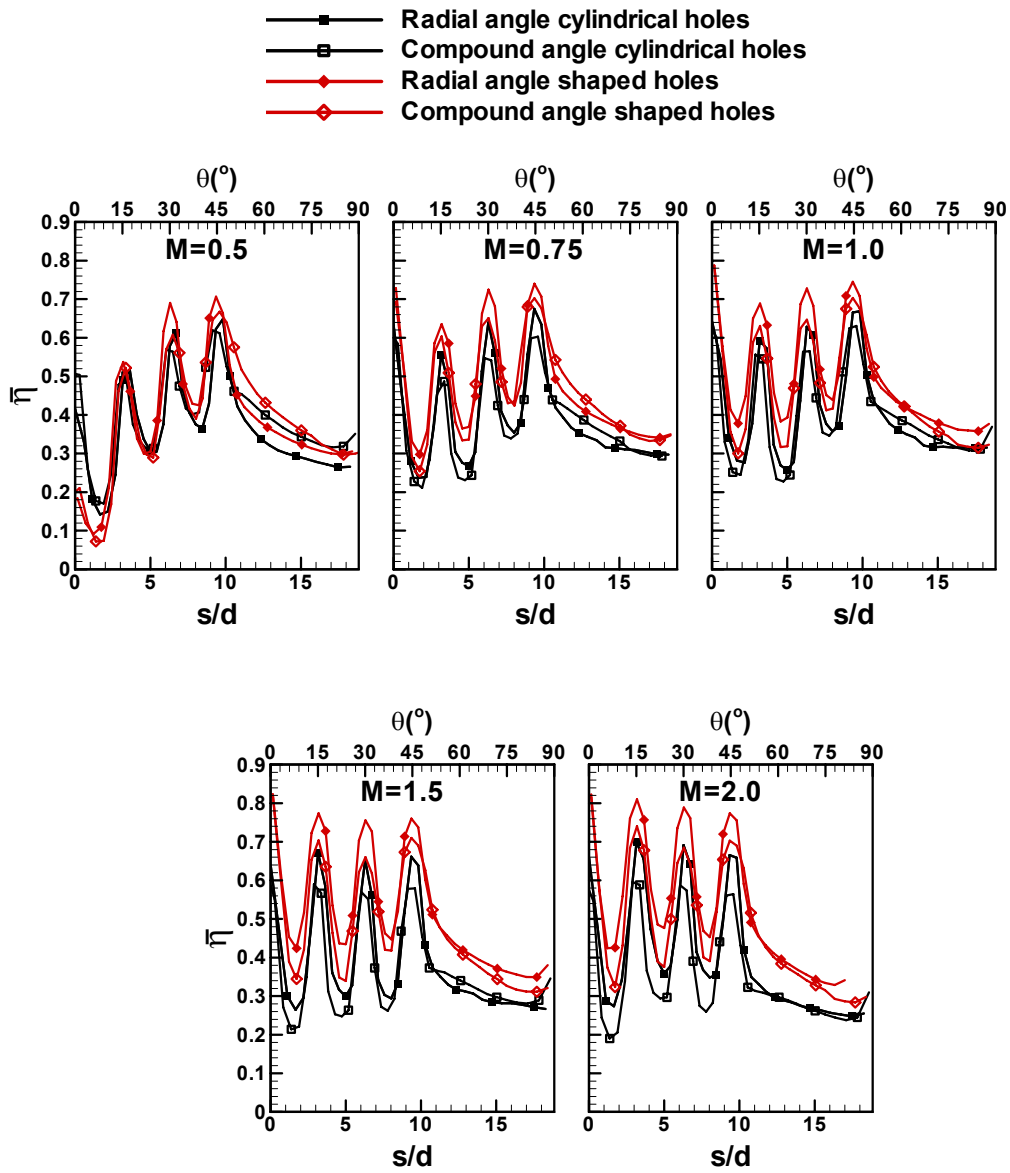 Radial angle cylindrical holes
Compound angle cylindrical holes
Radial angle shaped holes
Compound angle shaped holes
θ(°) θ(°) θ(°)
0 15 30 45 60 75 90 0 15 30 45 60 75 90 0 15 30 45 60 75 90
0.9
M=0.5 M=0.75 M=1.0
0.8
0.7
0.6
0.5
η̅
0.4
0.3
0.2
0.1
0
0 5 10 15 0 5 10 15 0 5 10 15
s/d s/d s/d
θ(°) θ(°)
0 15 30 45 60 75 90 0 15 30 45 60 75 90
0.9
M=1.5 M=2.0
0.8
0.7
0.6
0.5
η̅
0.4
0.3
0.2
0.1
0
0 5 10 15 0 5 10 15
s/d s/d